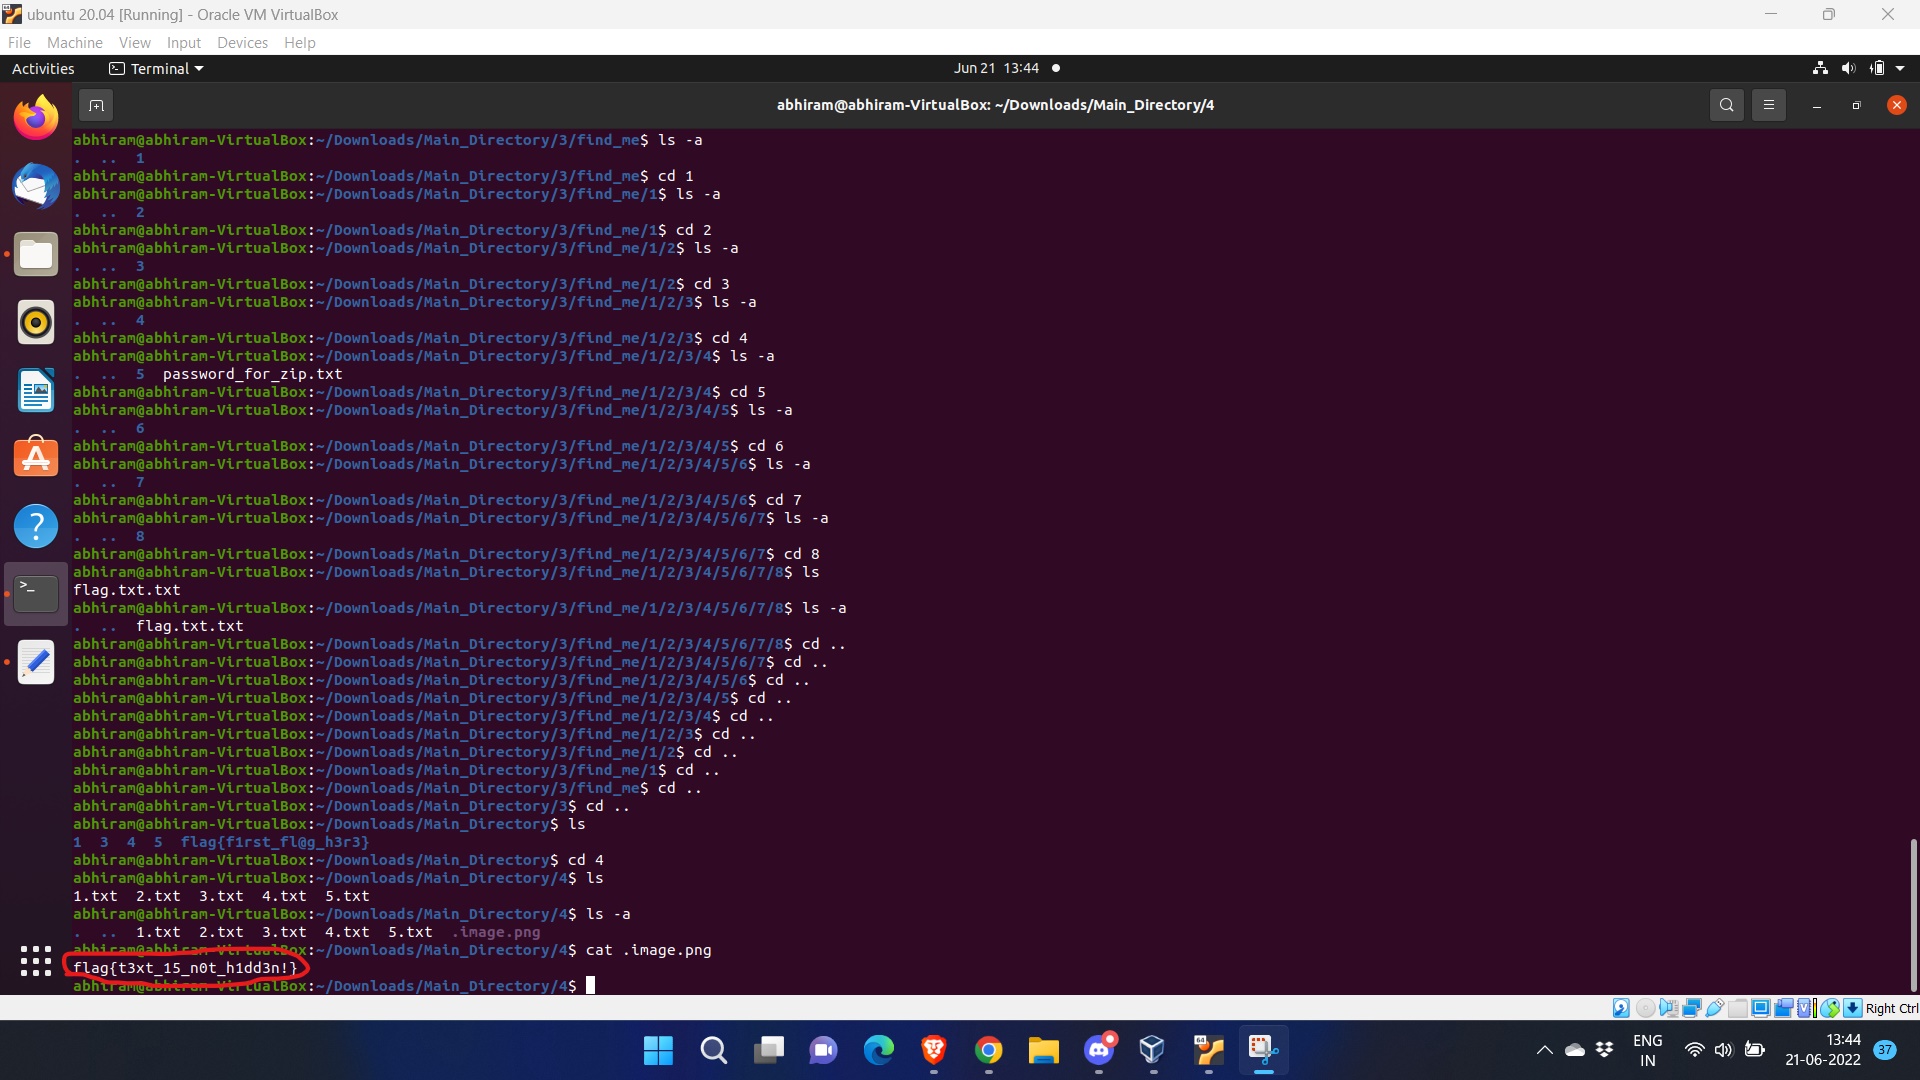 ubuntu 20.04 [Running] - Oracle VM VirtualBox
File Machine View Input Devices Help
Activities Terminal Jun 21 13:44
abhiram@abhiram-VirtualBox: ~/Downloads/Main_Directory/4
abhiram@abhiram-VirtualBox:~/Downloads/Main_Directory/3/find_me$ ls -a
. .. 1
abhiram@abhiram-VirtualBox:~/Downloads/Main_Directory/3/find_me$ cd 1
abhiram@abhiram-VirtualBox:~/Downloads/Main_Directory/3/find_me/1$ ls -a
. .. 2
abhiram@abhiram-VirtualBox:~/Downloads/Main_Directory/3/find_me/1$ cd 2
abhiram@abhiram-VirtualBox:~/Downloads/Main_Directory/3/find_me/1/2$ ls -a
. .. 3
abhiram@abhiram-VirtualBox:~/Downloads/Main_Directory/3/find_me/1/2$ cd 3
abhiram@abhiram-VirtualBox:~/Downloads/Main_Directory/3/find_me/1/2/3$ ls -a
. .. 4
abhiram@abhiram-VirtualBox:~/Downloads/Main_Directory/3/find_me/1/2/3$ cd 4
abhiram@abhiram-VirtualBox:~/Downloads/Main_Directory/3/find_me/1/2/3/4$ ls -a
. .. 5 password_for_zip.txt
abhiram@abhiram-VirtualBox:~/Downloads/Main_Directory/3/find_me/1/2/3/4$ cd 5
abhiram@abhiram-VirtualBox:~/Downloads/Main_Directory/3/find_me/1/2/3/4/5$ ls -a
. .. 6
abhiram@abhiram-VirtualBox:~/Downloads/Main_Directory/3/find_me/1/2/3/4/5$ cd 6
abhiram@abhiram-VirtualBox:~/Downloads/Main_Directory/3/find_me/1/2/3/4/5/6$ ls -a
. .. 7
abhiram@abhiram-VirtualBox:~/Downloads/Main_Directory/3/find_me/1/2/3/4/5/6$ cd 7
abhiram@abhiram-VirtualBox:~/Downloads/Main_Directory/3/find_me/1/2/3/4/5/6/7$ ls -a
. .. 8
abhiram@abhiram-VirtualBox:~/Downloads/Main_Directory/3/find_me/1/2/3/4/5/6/7$ cd 8
abhiram@abhiram-VirtualBox:~/Downloads/Main_Directory/3/find_me/1/2/3/4/5/6/7/8$ ls
flag.txt.txt
abhiram@abhiram-VirtualBox:~/Downloads/Main_Directory/3/find_me/1/2/3/4/5/6/7/8$ ls -a
. .. flag.txt.txt
abhiram@abhiram-VirtualBox:~/Downloads/Main_Directory/3/find_me/1/2/3/4/5/6/7/8$ cd ..
abhiram@abhiram-VirtualBox:~/Downloads/Main_Directory/3/find_me/1/2/3/4/5/6/7$ cd ..
abhiram@abhiram-VirtualBox:~/Downloads/Main_Directory/3/find_me/1/2/3/4/5/6$ cd ..
abhiram@abhiram-VirtualBox:~/Downloads/Main_Directory/3/find_me/1/2/3/4/5$ cd ..
abhiram@abhiram-VirtualBox:~/Downloads/Main_Directory/3/find_me/1/2/3/4$ cd ..
abhiram@abhiram-VirtualBox:~/Downloads/Main_Directory/3/find_me/1/2/3$ cd ..
abhiram@abhiram-VirtualBox:~/Downloads/Main_Directory/3/find_me/1/2$ cd ..
abhiram@abhiram-VirtualBox:~/Downloads/Main_Directory/3/find_me/1$ cd ..
abhiram@abhiram-VirtualBox:~/Downloads/Main_Directory/3/find_me$ cd ..
abhiram@abhiram-VirtualBox:~/Downloads/Main_Directory/3$ cd ..
abhiram@abhiram-VirtualBox:~/Downloads/Main_Directory$ ls
1 3 4 5 flag{f1rst_fl@g_h3r3}
abhiram@abhiram-VirtualBox:~/Downloads/Main_Directory$ cd 4
abhiram@abhiram-VirtualBox:~/Downloads/Main_Directory/4$ ls
1.txt 2.txt 3.txt 4.txt 5.txt
abhiram@abhiram-VirtualBox:~/Downloads/Main_Directory/4$ ls -a
. .. 1.txt 2.txt 3.txt 4.txt 5.txt .image.png
abhiram@abhiram-VirtualBox:~/Downloads/Main_Directory/4$ cat .image.png
flag{t3xt_15_n0t_h1dd3n!}
abhiram@abhiram-VirtualBox:~/Downloads/Main_Directory/4$
Right Ctrl
ENG
IN
13:44
21-06-2022
37
64